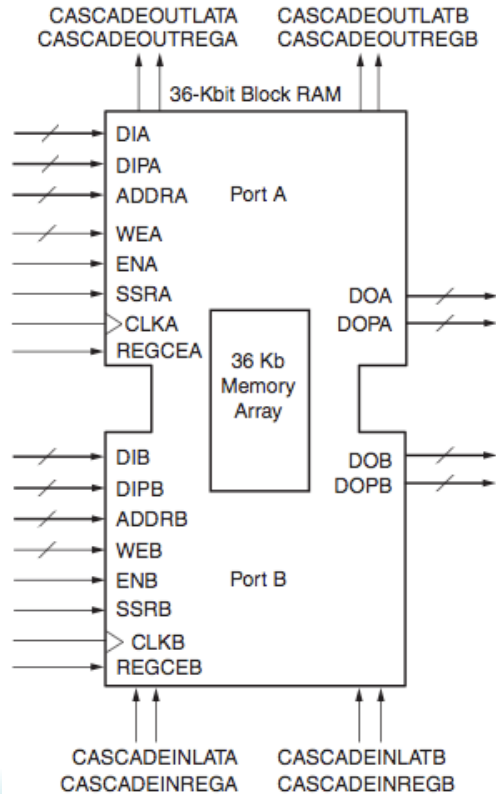 CASCADEOUTLATA CASCADEOUTLATB
CASCADEOUTREGA CASCADEOUTREGB
36-Kbit Block RAM
DIA
DIPA
ADDRA Port A
WEA
ENA
SSRA DOA
CLKA DOPA
REGCEA
36 Kb
Memory
Array
DIB DOB
DIPB DOPB
ADDRB
WEB
ENB Port B
SSRB
CLKB
REGCEB
CASCADEINLATA CASCADEINLATB
CASCADEINREGA CASCADEINREGB